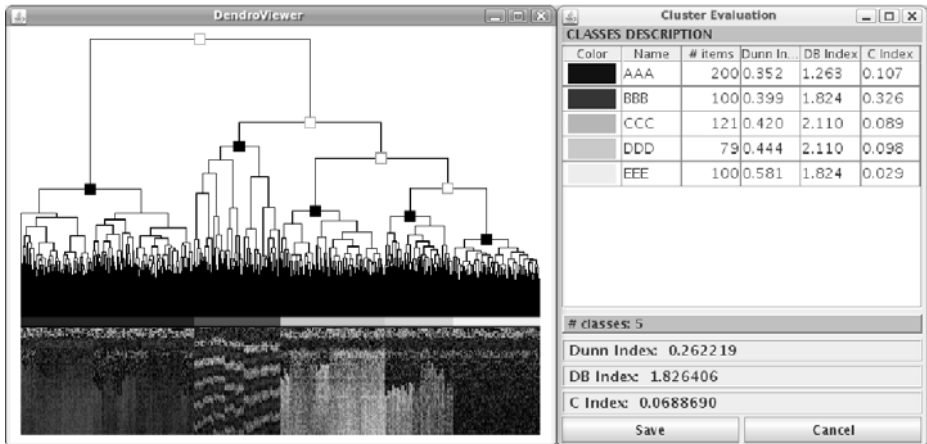 DendroViewer
Cluster Evaluation
CLASSES DESCRIPTION
Color Name # items Dunn In... DB Index C Index
AAA 200 0.352 1.263 0.107
BBB 100 0.399 1.824 0.326
CCC 121 0.420 2.110 0.089
DDD 79 0.444 2.110 0.098
EEE 100 0.581 1.824 0.029
# classes: 5
Dunn Index: 0.262219
DB Index: 1.826406
C Index: 0.0688690
Save Cancel